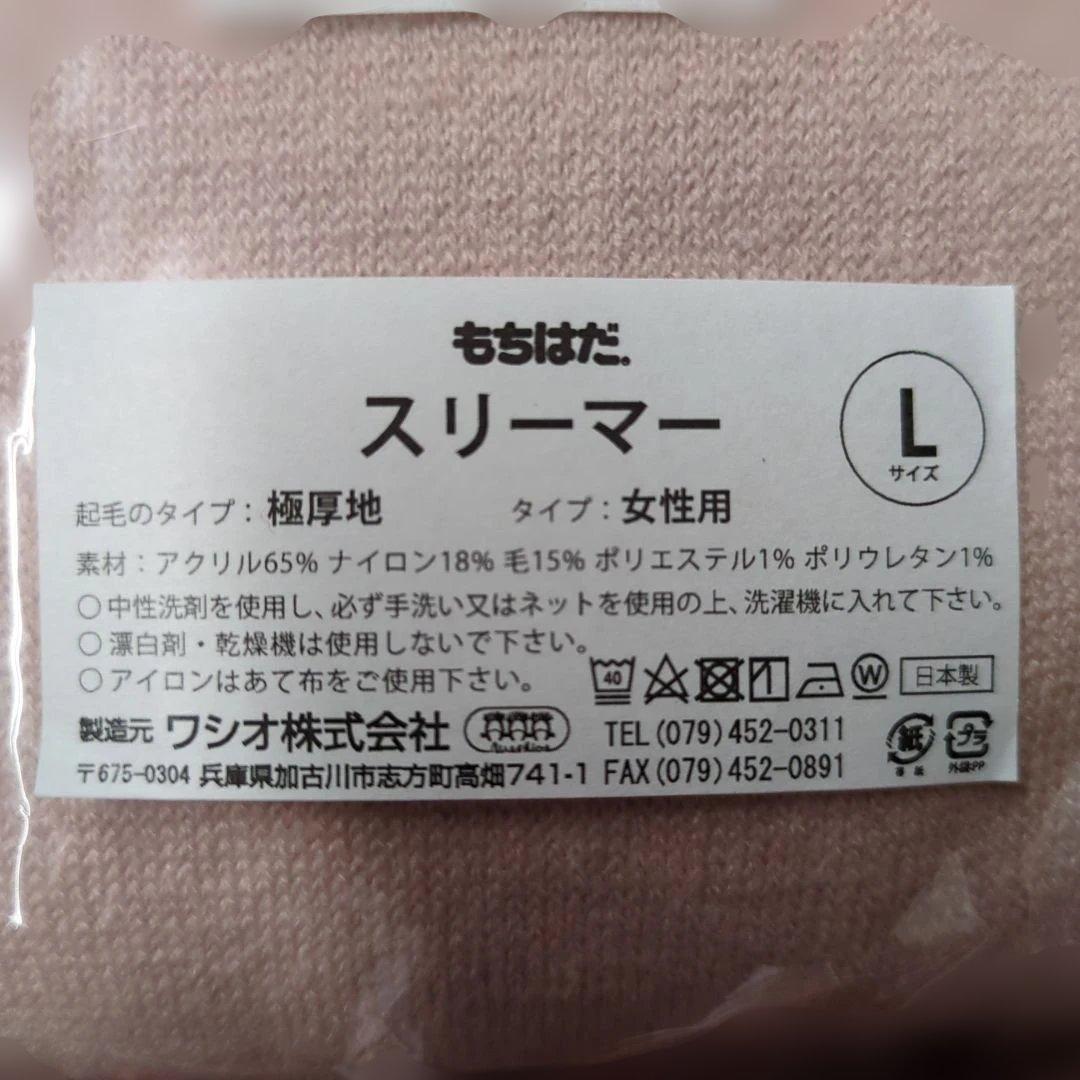 もちはだ。
スリーマー
L
サイズ
起毛のタイプ：極厚地 タイプ：女性用
素材：アクリル65% ナイロン18% 毛15% ポリエステル1% ポリウレタン1%
○中性洗剤を使用し、必ず手洗い又はネットを使用の上、洗濯機に入れて下さい。
○漂白剤・乾燥機は使用しないで下さい。
○アイロンはあて布をご使用下さい。
40 W 日本製
製造元 ワシオ株式会社 TEL(079)452-0311
〒675-0304 兵庫県加古川市志方町高畑741-1 FAX(079)452-0891
紙 プラ
外袋PP